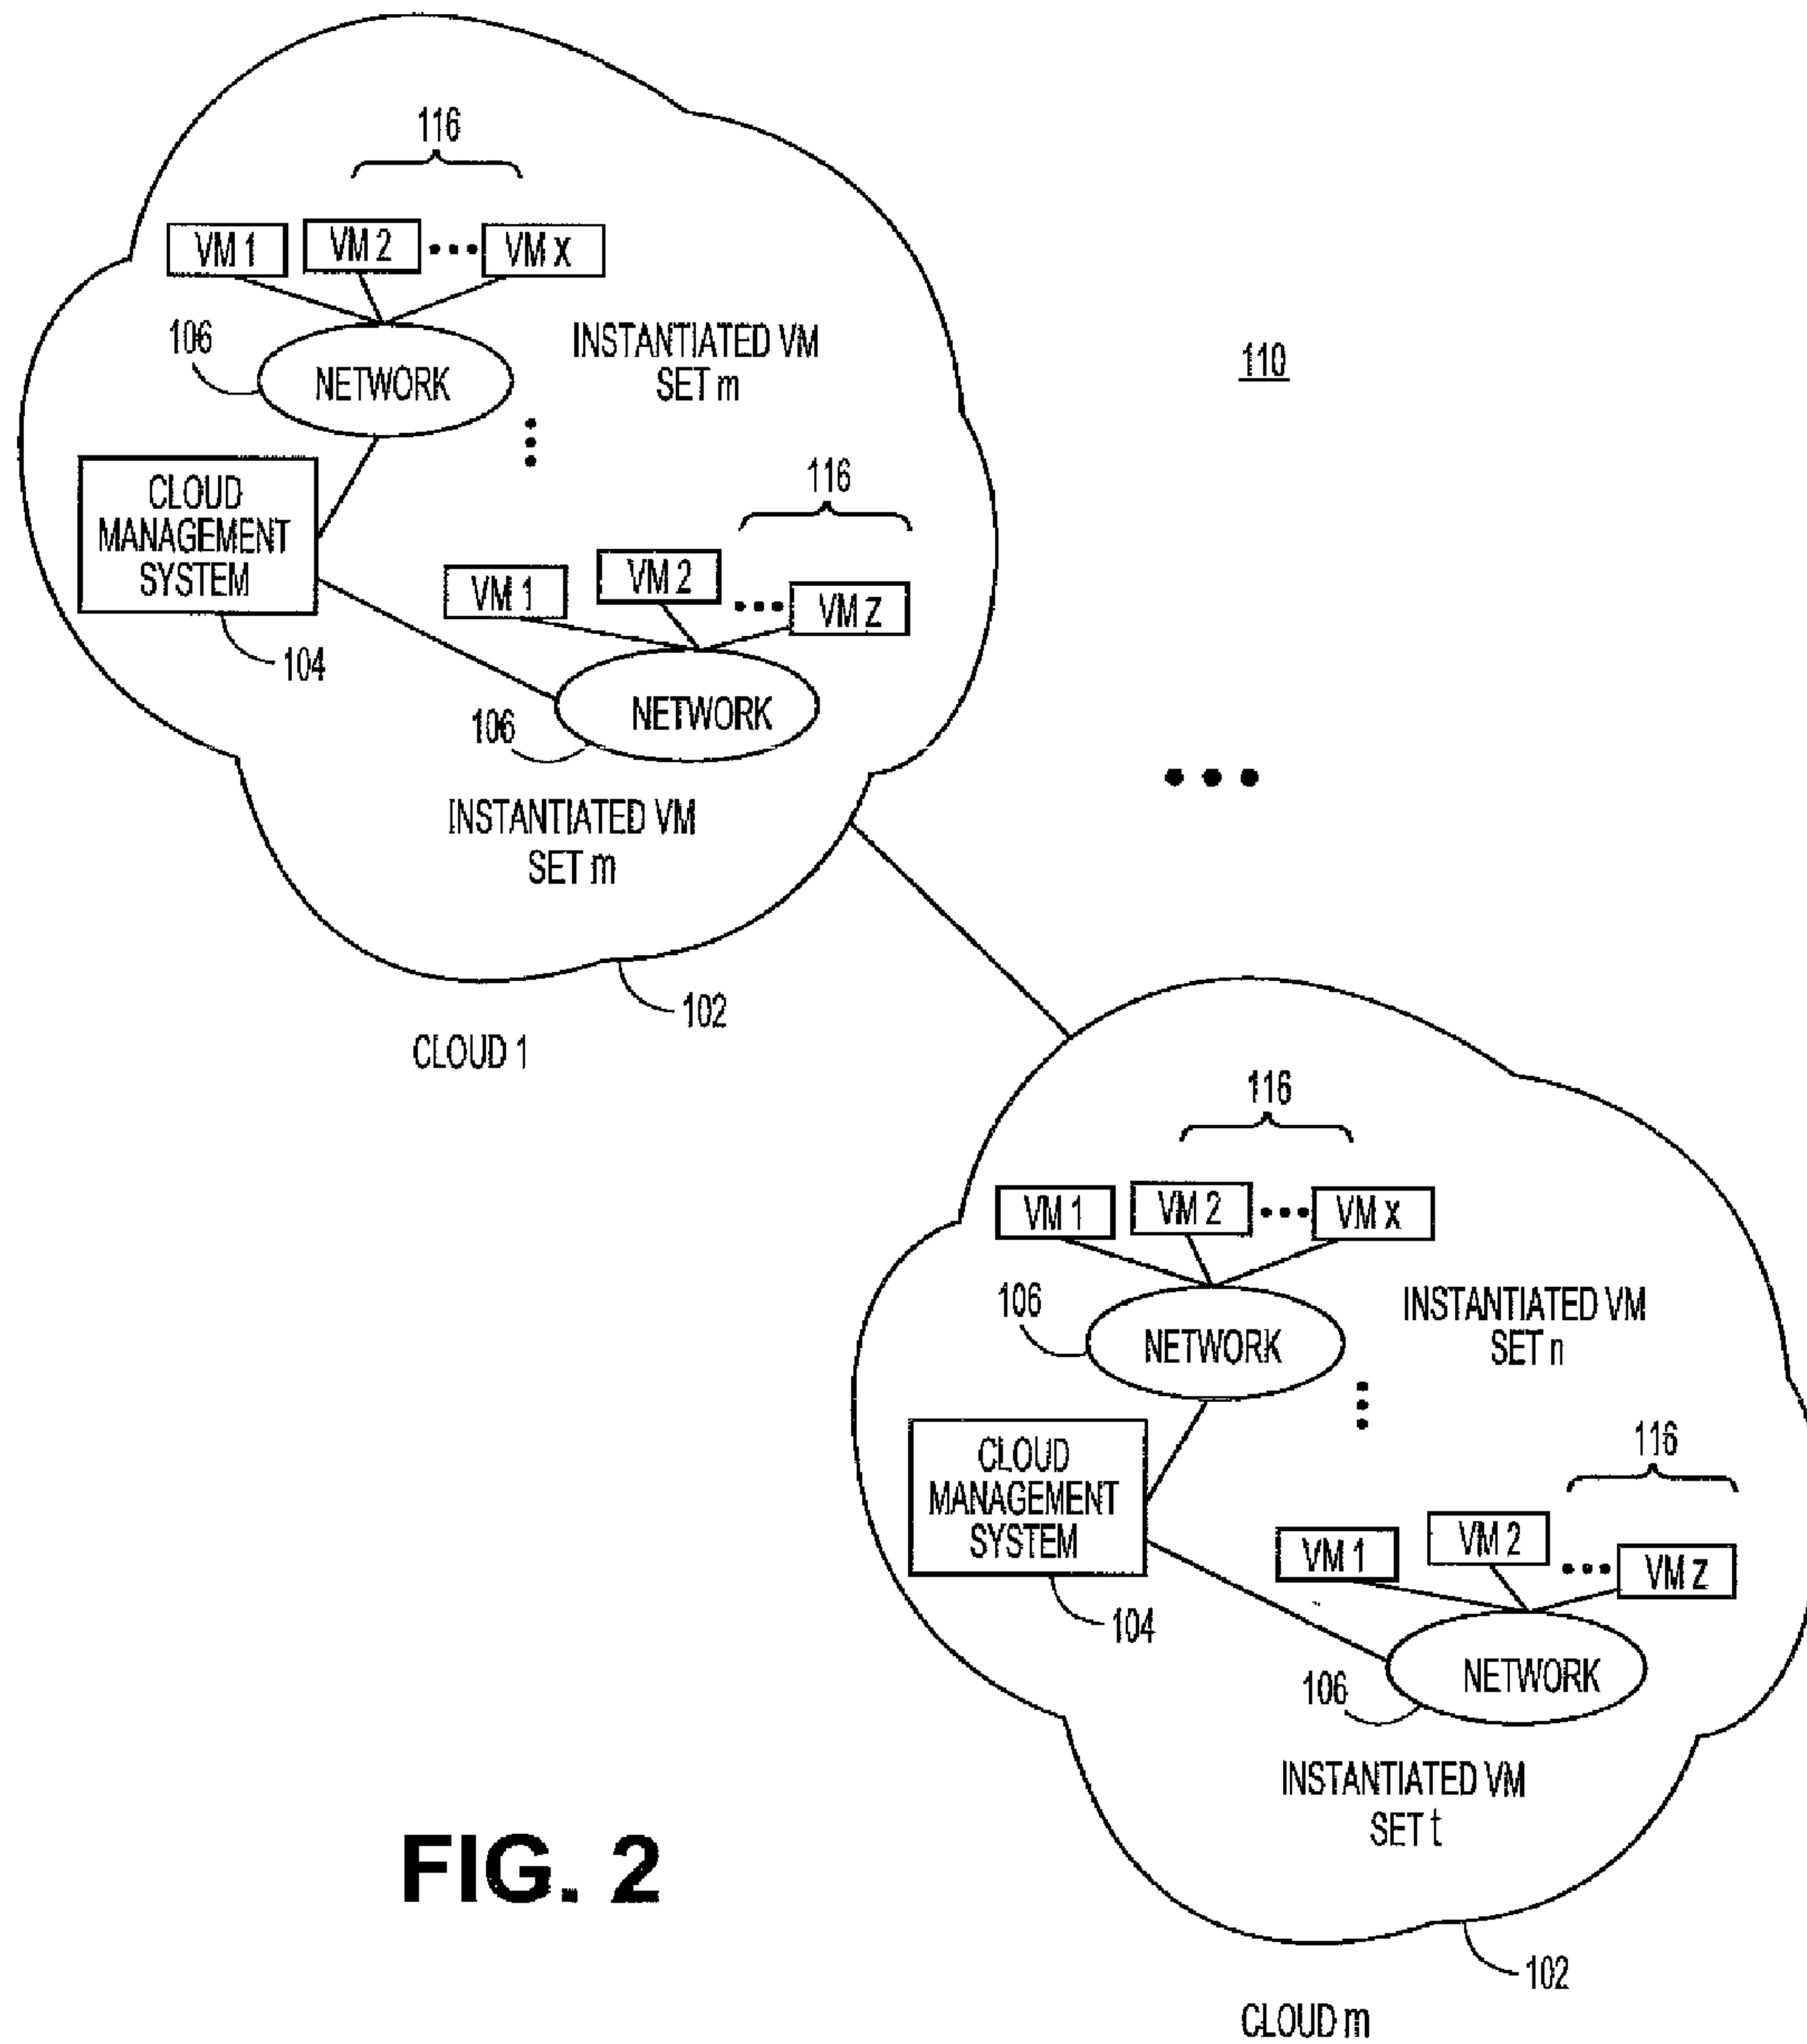 116
VM 1
VM 2
VM X
106
NETWORK
INSTANTIATED VM
SET m
110
CLOUD
MANAGEMENT
SYSTEM
104
116
VM 1
VM 2
VM Z
106
NETWORK
INSTANTIATED VM
SET m
102
CLOUD 1
116
VM 1
VM 2
VM X
106
NETWORK
INSTANTIATED VM
SET n
CLOUD
MANAGEMENT
SYSTEM
104
116
VM 1
VM 2
VM Z
106
NETWORK
INSTANTIATED VM
SET t
102
CLOUD m
FIG. 2